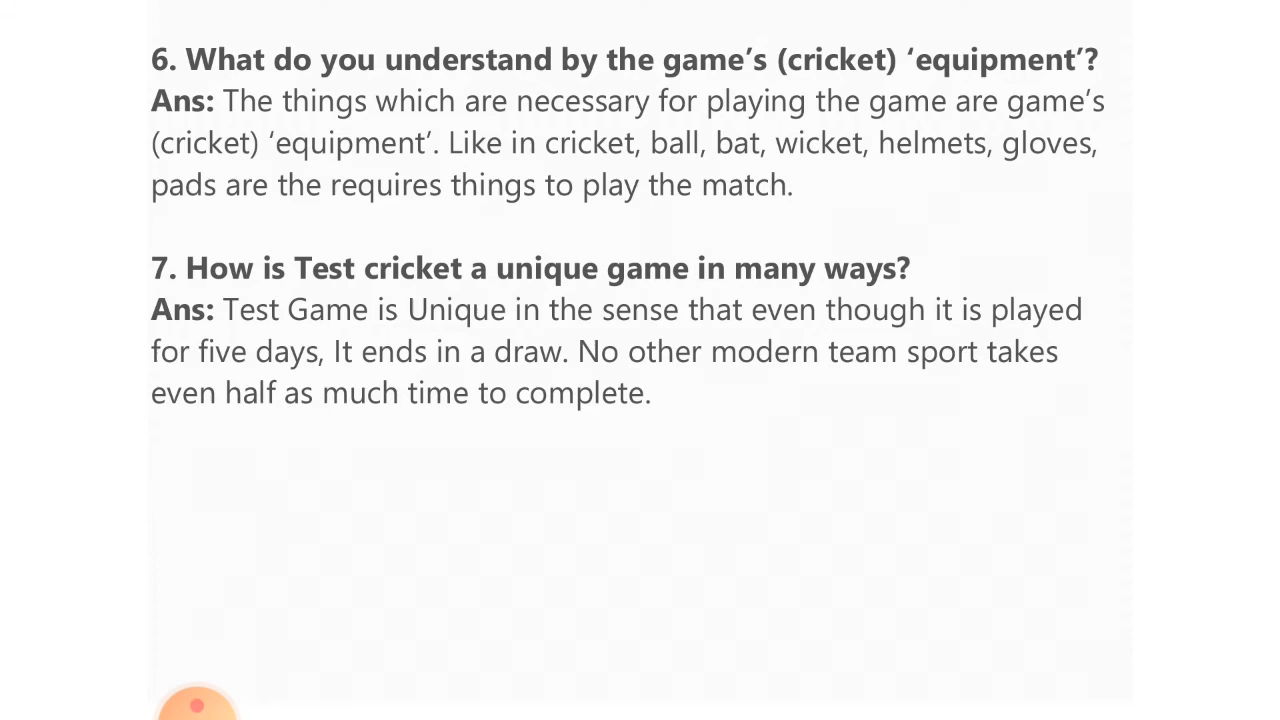 6. What do you understand by the game’s (cricket) ‘equipment’?
Ans: The things which are necessary for playing the game are game’s
(cricket) ‘equipment’. Like in cricket, ball, bat, wicket, helmets, gloves,
pads are the requires things to play the match.
7. How is Test cricket a unique game in many ways?
Ans: Test Game is Unique in the sense that even though it is played
for five days, It ends in a draw. No other modern team sport takes
even half as much time to complete.